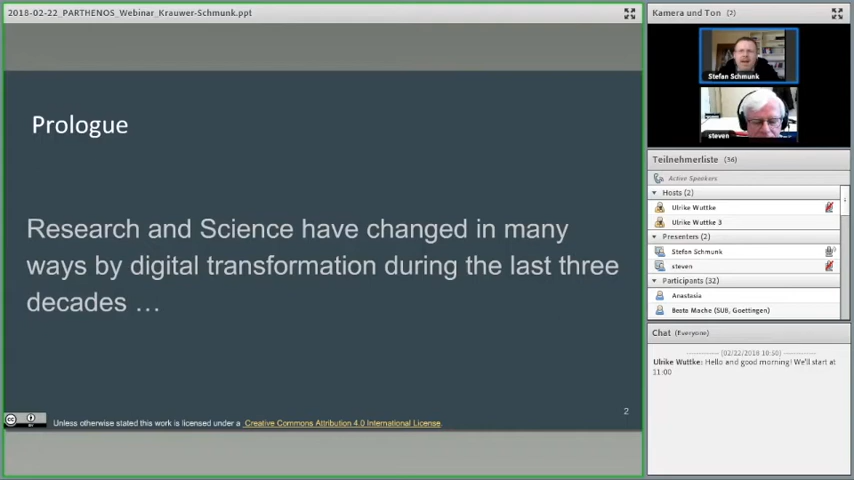 2018-02-22_PARTHENOS_Webinar_Krauwer-Schmunk.ppt
Prologue
Research and Science have changed in many
ways by digital transformation during the last three
decades …
2
cc
Unless otherwise stated this work is licensed under a Creative Commons Attribution 4.0 International License.
Kamera und Ton (2)
Stefan Schmunk
steven
Teilnehmerliste (36)
Active Speakers
Hosts (2)
Ulrike Wuttke
Ulrike Wuttke 3
Presenters (2)
Stefan Schmunk
steven
Participants (32)
Anastasia
Beate Mache (SUB, Goettingen)
Chat (Everyone)
(02/22/2018 10:50)
Ulrike Wuttke: Hello and good morning! We'll start at
11:00